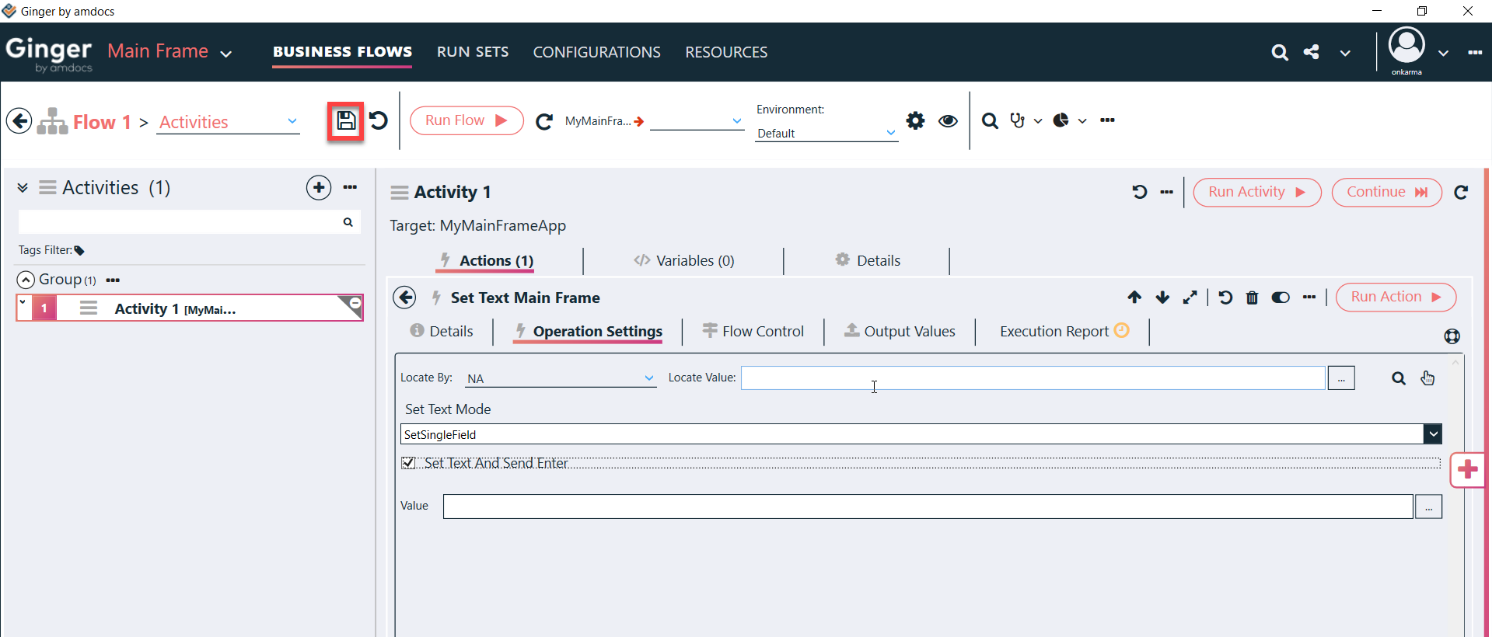 Ginger by amdocs
Ginger by amdocs Main Frame BUSINESS FLOWS RUN SETS CONFIGURATIONS RESOURCES
onkarma
Flow 1 > Activities Run Flow MyMainFra... Environment:
Default
Activities (1)
Tags Filter:
Group (1)
1 Activity 1 [MyMai...
Activity 1 Run Activity Continue
Target: MyMainFrameApp
Actions (1) Variables (0) Details
Set Text Main Frame Run Action
Details Operation Settings Flow Control Output Values Execution Report
Locate By: NA Locate Value: ...
Set Text Mode
SetSingleField
Set Text And Send Enter
Value ...